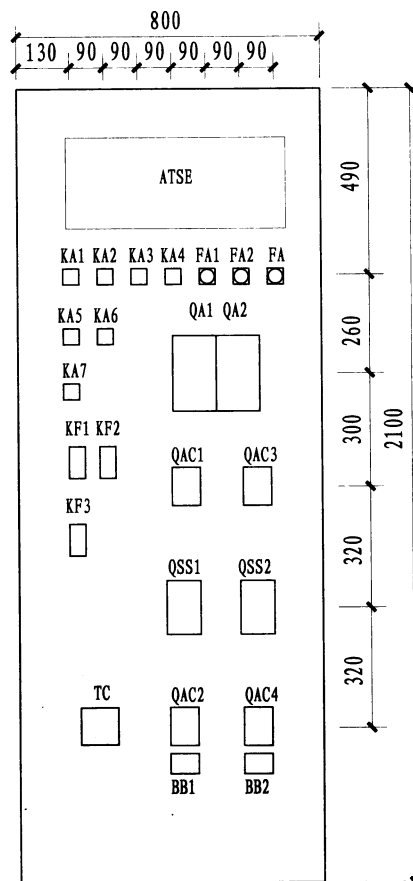 800
130 90 90 90 90 90 90
490
260
300
320
320
2100
ATSE
KA1 KA2 KA3 KA4 FA1 FA2 FA
KA5 KA6 QA1 QA2
KA7
KF1 KF2 QAC1 QAC3
KF3
QSS1 QSS2
TC QAC2 QAC4
BB1 BB2